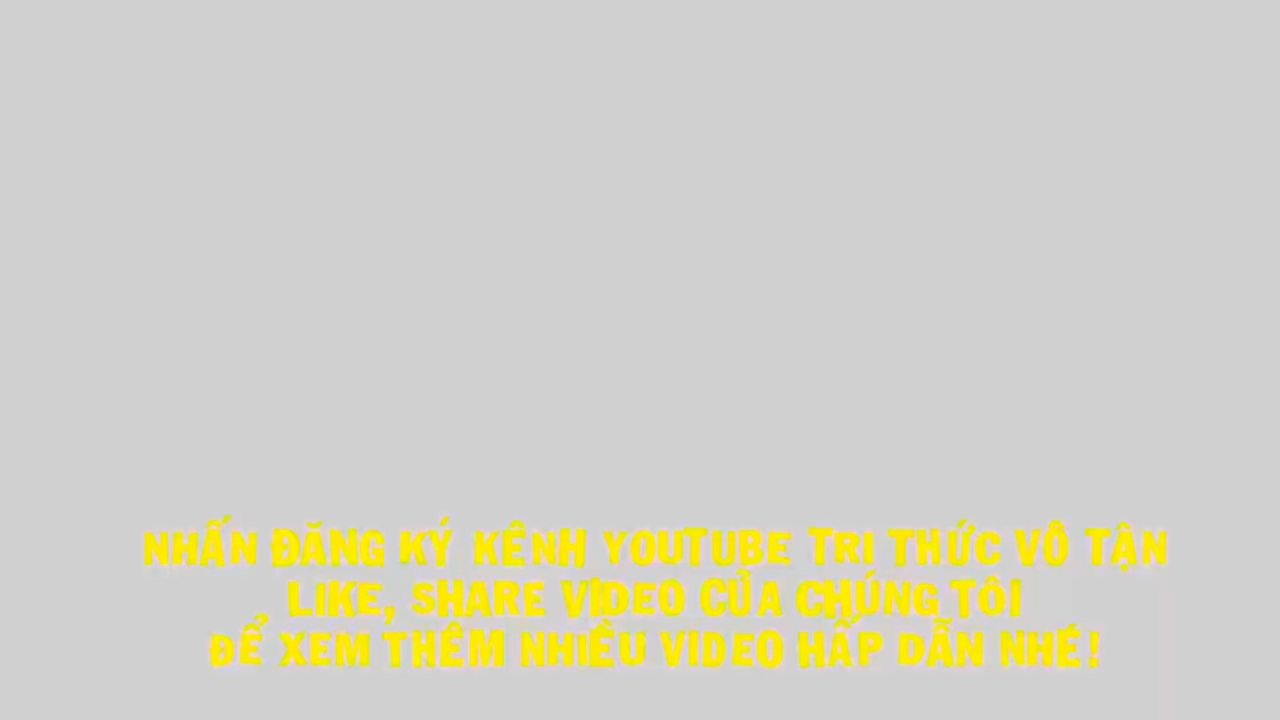 NHẤN ĐĂNG KÝ KÊNH YOUTUBE TRI THỨC VÔ TẬN
LIKE, SHARE VIDEO CỦA CHÚNG TÔI
ĐỂ XEM THÊM NHIỀU VIDEO HẤP DẪN NHÉ!